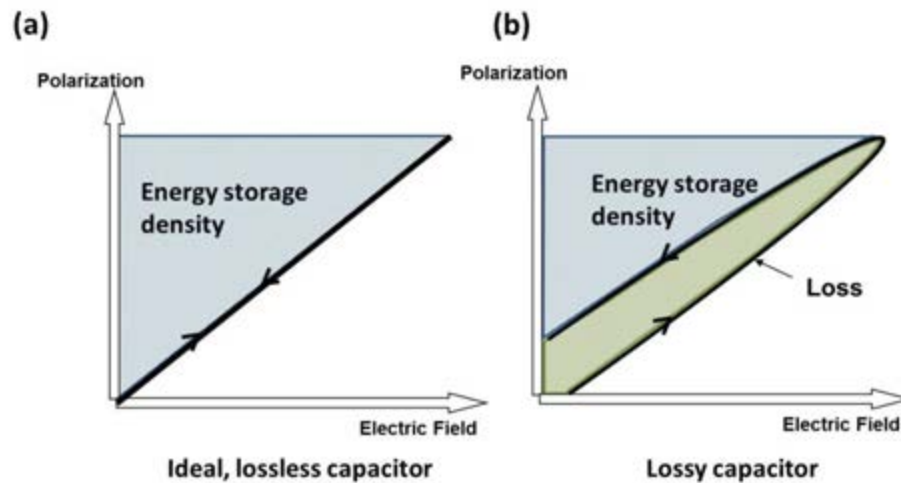 (a)
Polarization
Energy storage
density
Electric Field
Ideal, lossless capacitor
(b)
Polarization
Energy storage
density
Loss
Electric Field
Lossy capacitor